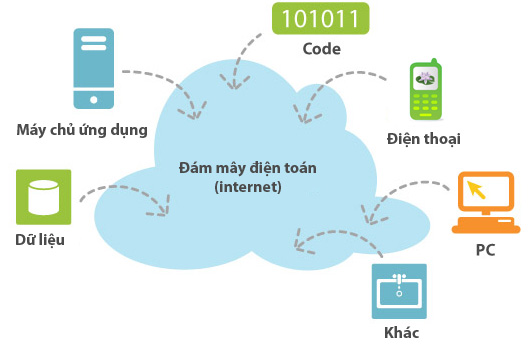 101011
Code
Máy chủ ứng dụng
Điện thoại
Đám mây điện toán
(internet)
Dữ liệu
PC
Khác